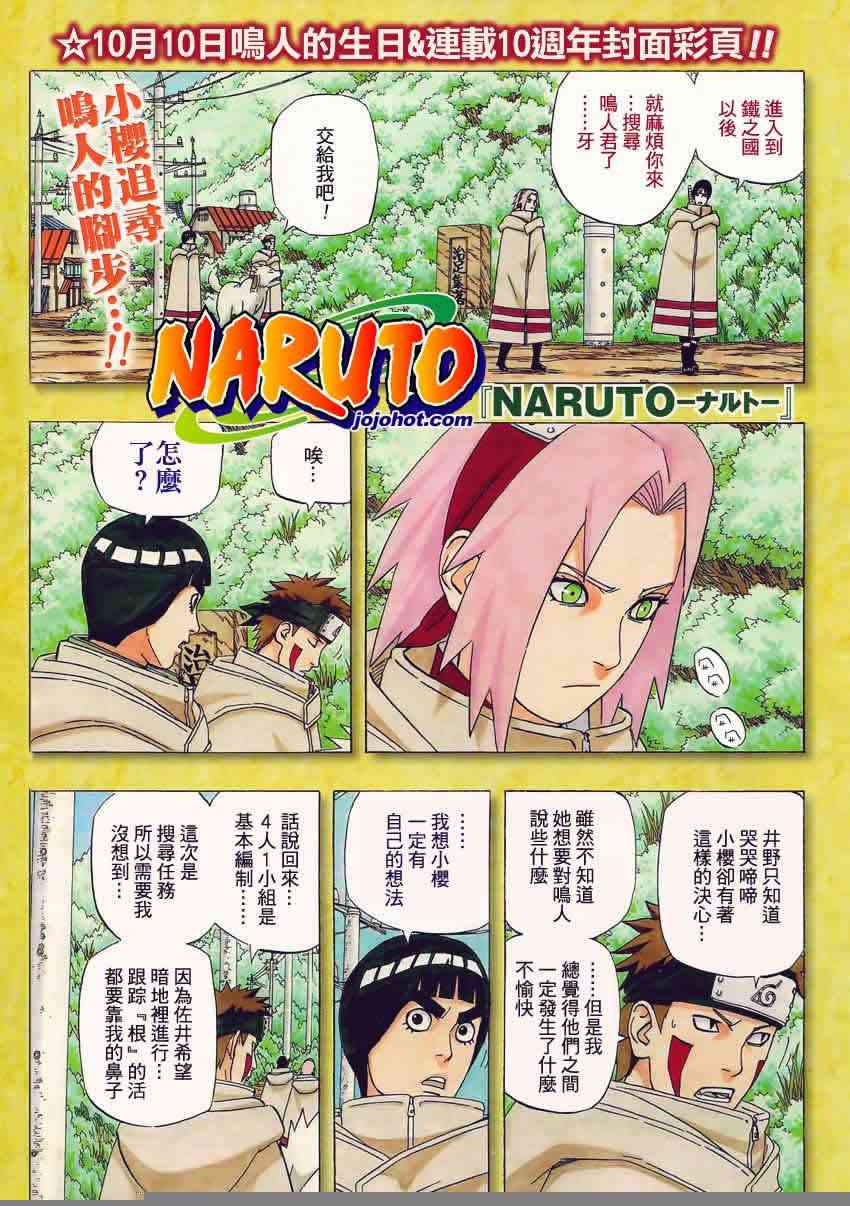 ☆10月10日鳴人的生日&連載10週年封面彩頁!!
進入到
鐵之國
以後
就麻煩你來
…搜尋
鳴人君了
……牙
交給我吧！
小櫻追尋
鳴人的腳步…!!
NARUTO
jojohot.com
『NARUTO-ナルト-』
唉…
怎麼
了？
治
井野只知道
哭哭啼啼
小櫻卻有著
這樣的決心…
雖然不知道
她想要對鳴人
說些什麼
……但是我
總覺得他們之間
一定發生了什麼
不愉快
……
我想小櫻
一定有
自己的想法
話說回來…
4人1小組是
基本編制……
這次是
搜尋任務
所以需要我
沒想到…
因為佐井希望
暗地裡進行…
跟踪『根』的活
都要靠我的鼻子